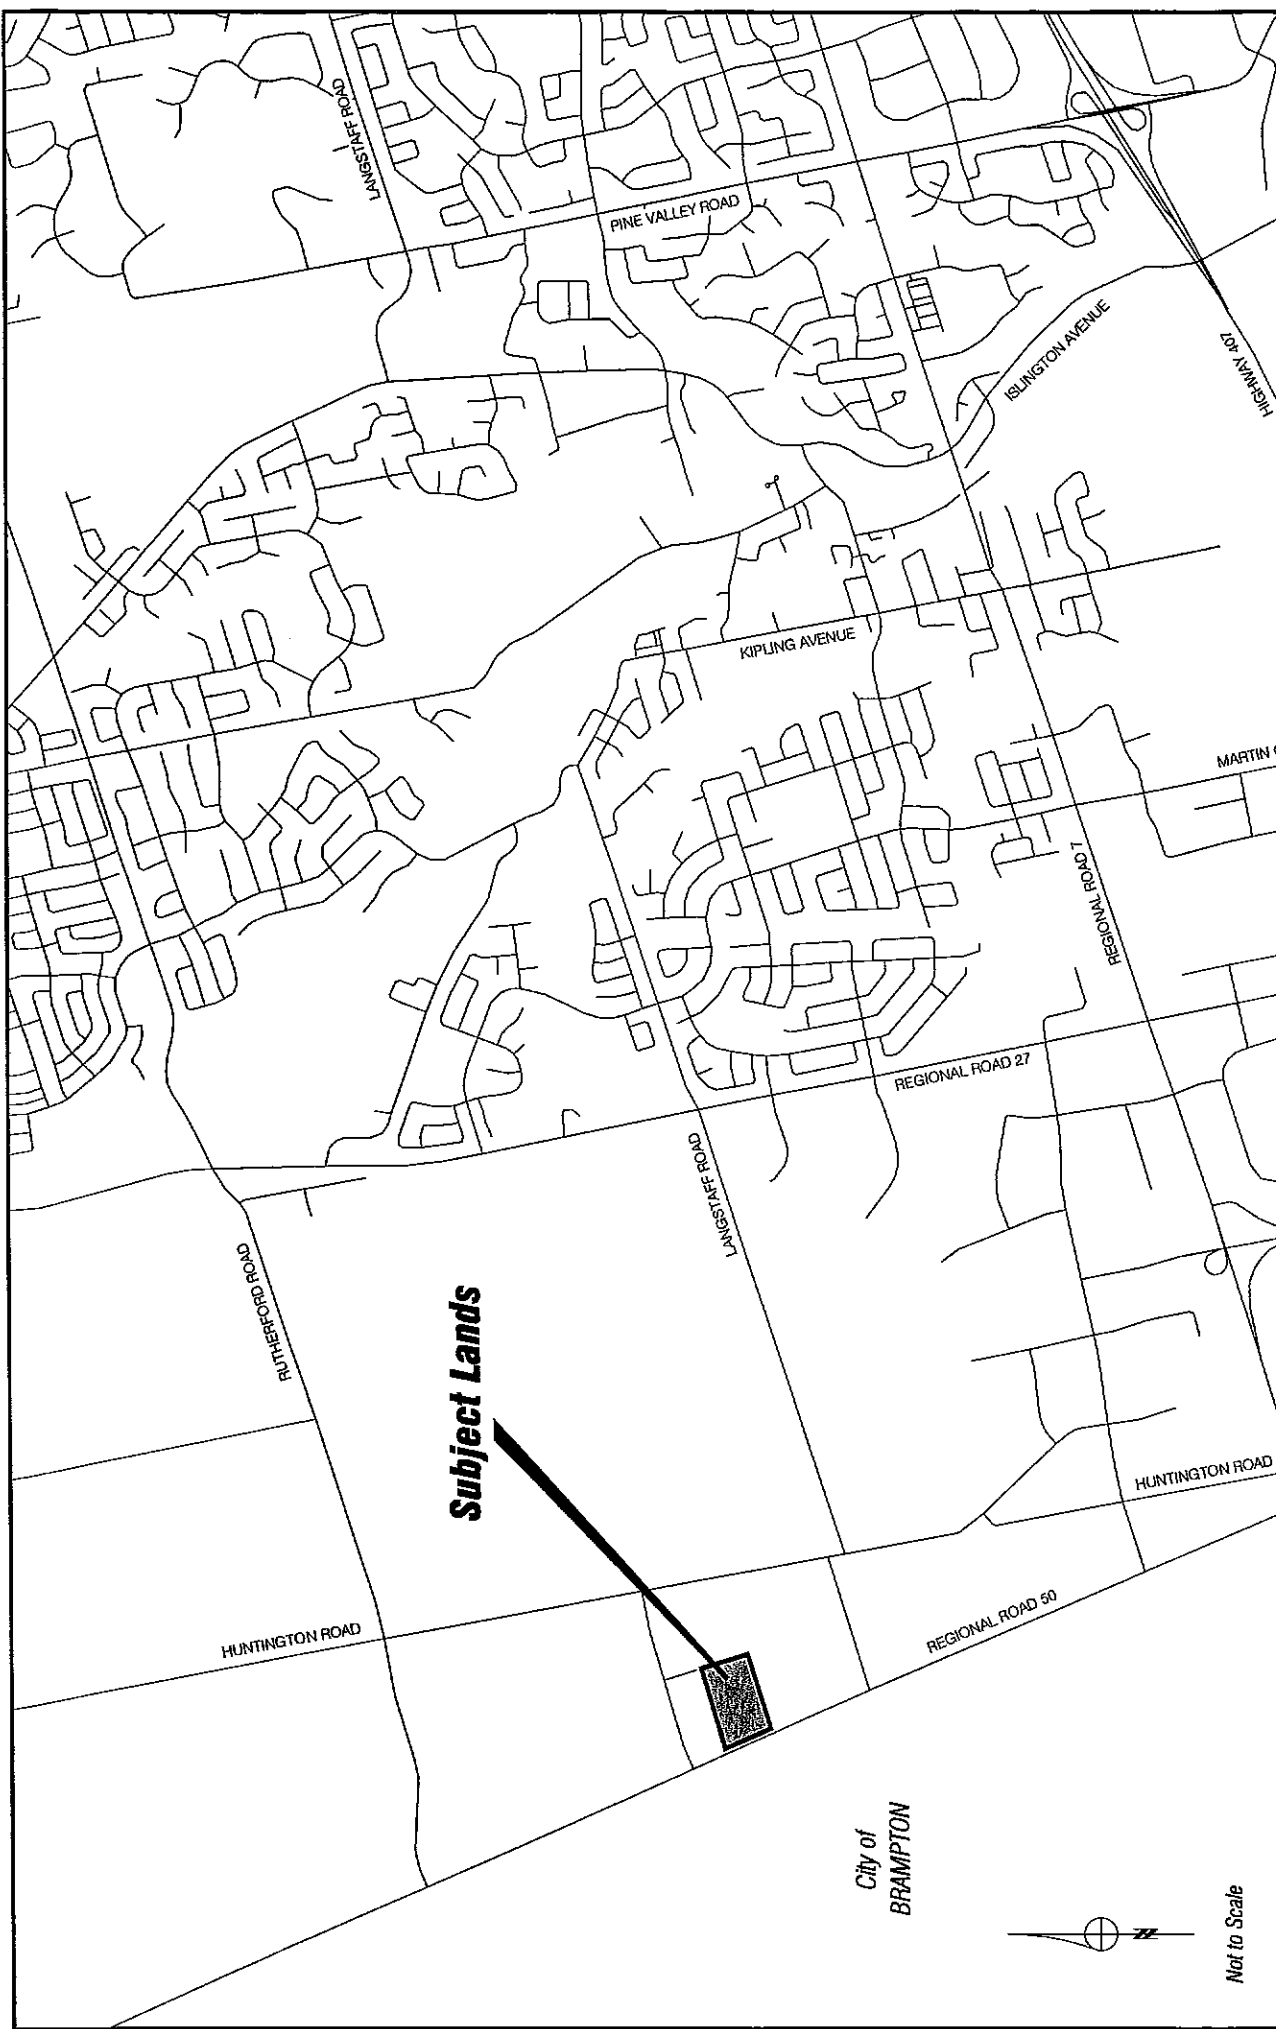 LANGSTAFF ROAD
PINE VALLEY ROAD
ISLINGTON AVENUE
HIGHWAY 407
KIPLING AVENUE
MARTIN
REGIONAL ROAD 7
REGIONAL ROAD 27
LANGSTAFF ROAD
RUTHERFORD ROAD
Subject Lands
HUNTINGTON ROAD
HUNTINGTON ROAD
REGIONAL ROAD 50
City of
BRAMPTON
N
Not to Scale